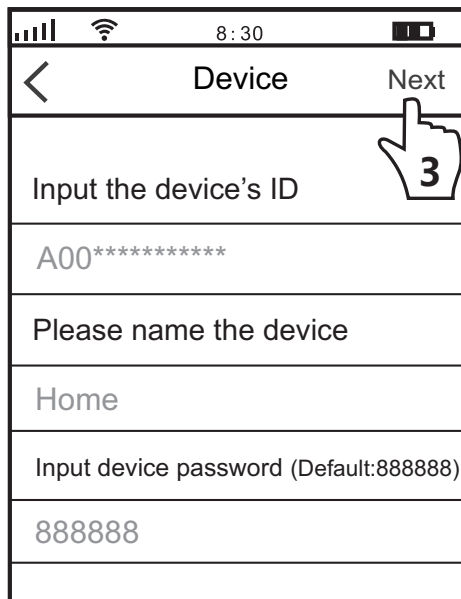 8:30
Device Next
3
Input the device's ID
A00***********
Please name the device
Home
Input device password (Default:888888)
888888